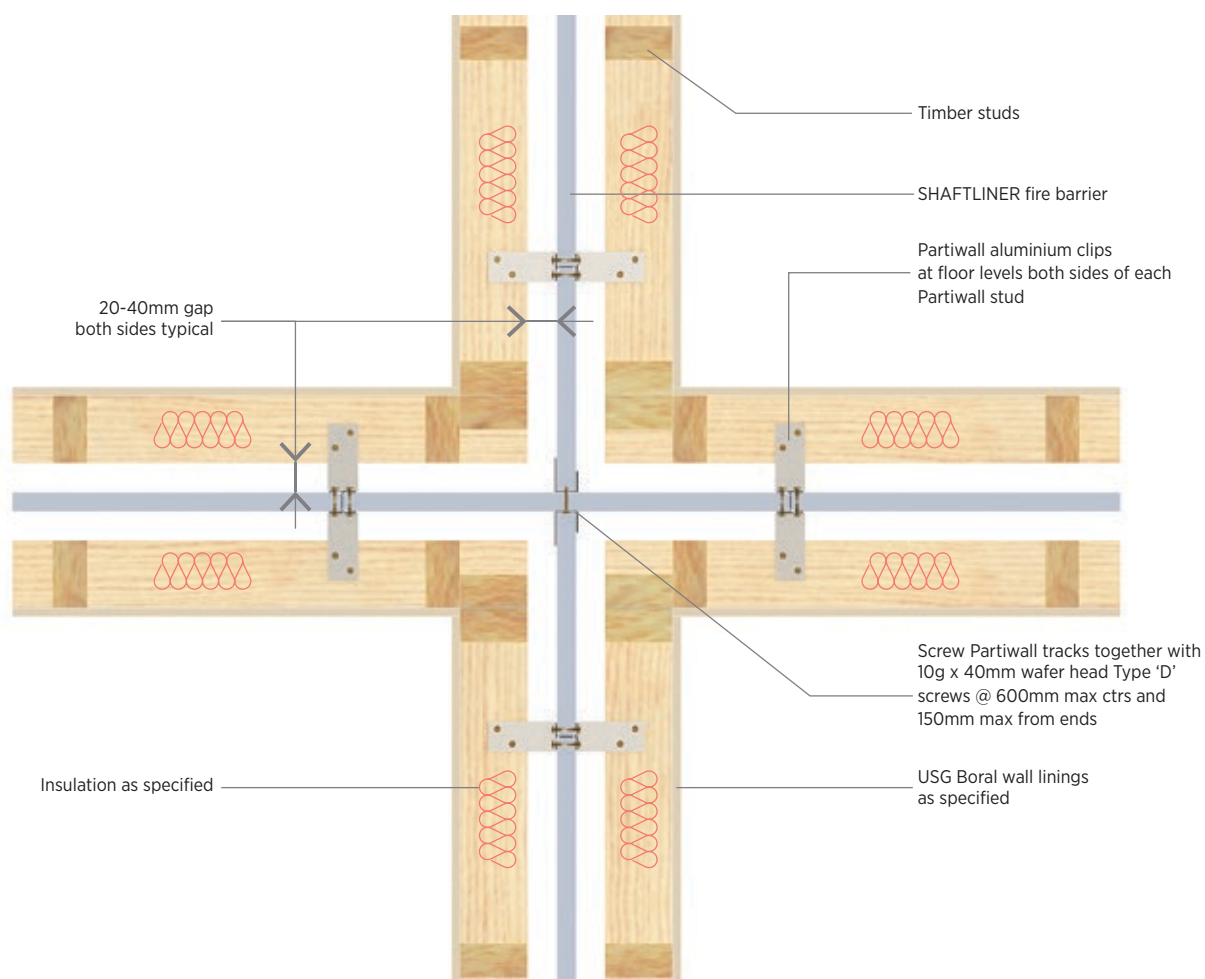 Timber studs
SHAFTLINER fire barrier
Partiwall aluminium clips
at floor levels both sides of each
Partiwall stud
20-40mm gap
both sides typical
Screw Partiwall tracks together with
10g x 40mm wafer head Type ‘D’
screws @ 600mm max ctrs and
150mm max from ends
Insulation as specified
USG Boral wall linings
as specified